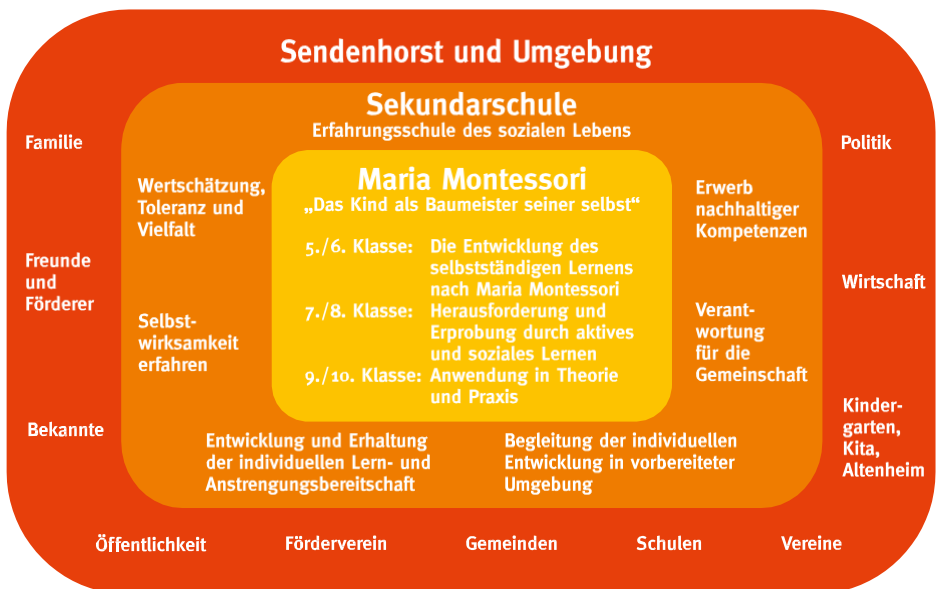 Sendenhorst und Umgebung
Sekundarschule
Erfahrungsschule des sozialen Lebens
Maria Montessori
„Das Kind als Baumeister seiner selbst“
5./6. Klasse: Die Entwicklung des
selbstständigen Lernens
nach Maria Montessori
7./8. Klasse: Herausforderung und
Erprobung durch aktives
und soziales Lernen
9./10. Klasse: Anwendung in Theorie
und Praxis
Wertschätzung,
Toleranz und
Vielfalt
Selbst-
wirksamkeit
erfahren
Erwerb
nachhaltiger
Kompetenzen
Verant-
wortung
für die
Gemeinschaft
Entwicklung und Erhaltung
der individuellen Lern- und
Anstrengungsbereitschaft
Begleitung der individuellen
Entwicklung in vorbereiteter
Umgebung
Familie
Freunde
und
Förderer
Bekannte
Politik
Wirtschaft
Kinder-
garten,
Kita,
Altenheim
Öffentlichkeit
Förderverein
Gemeinden
Schulen
Vereine